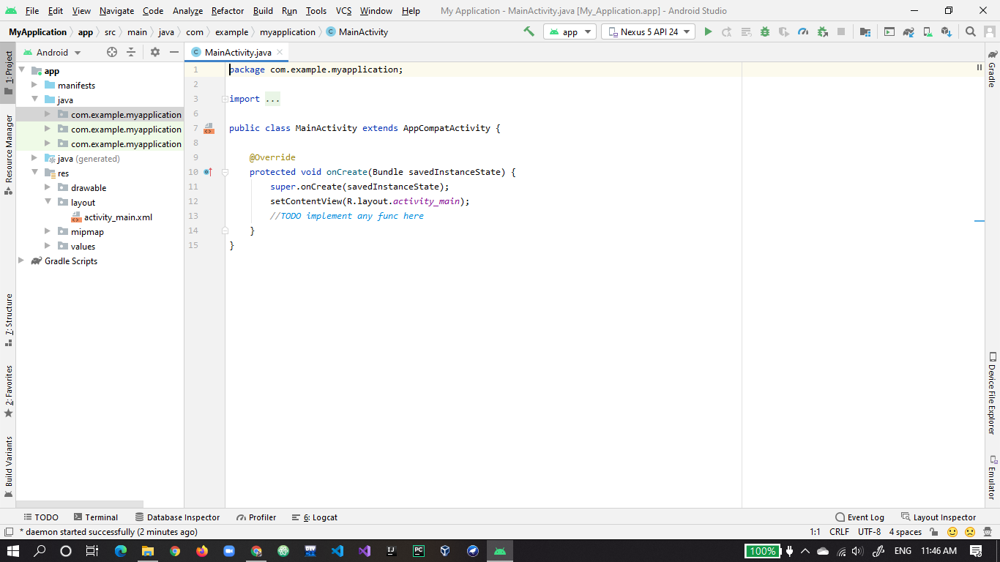 File Edit View Navigate Code Analyze Refactor Build Run Tools VCS Window Help My Application - MainActivity.java [My_Application.app] - Android Studio
MyApplication app src main java com example myapplication C MainActivity app Nexus 5 API 24
1: Project
Resource Manager
7: Structure
2: Favorites
Build Variants
Android
app
manifests
java
com.example.myapplication
com.example.myapplication
com.example.myapplication
java (generated)
res
drawable
layout
activity_main.xml
mipmap
values
Gradle Scripts
C MainActivity.java
1 package com.example.myapplication;
2
3 import ...
6
7 public class MainActivity extends AppCompatActivity {
8
9 @Override
10 protected void onCreate(Bundle savedInstanceState) {
11 super.onCreate(savedInstanceState);
12 setContentView(R.layout.activity_main);
13 //TODO implement any func here
14 }
15 }
Gradle
Device File Explorer
Emulator
TODO Terminal Database Inspector Profiler 6: Logcat Event Log Layout Inspector
* daemon started successfully (2 minutes ago) 1:1 CRLF UTF-8 4 spaces
DEV IJ PC 100% ENG 11:46 AM